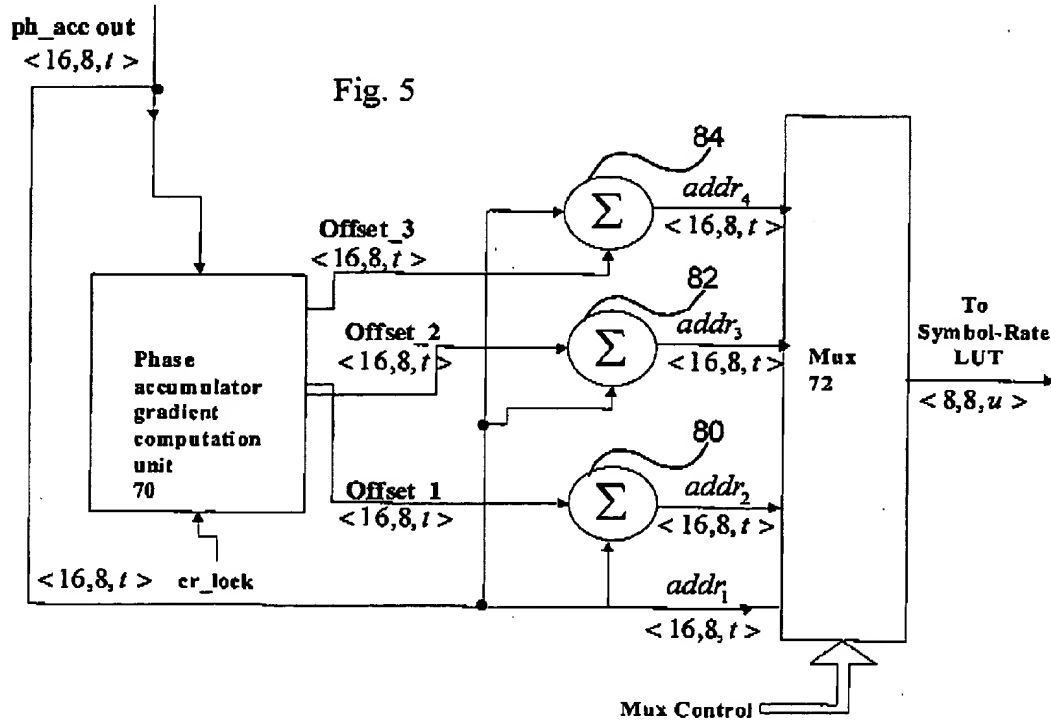 ph_acc out
< 16,8, t >
Fig. 5
84
addr4
< 16,8, t >
Offset_3
< 16,8, t >
82
addr3
< 16,8, t >
Offset_2
< 16,8, t >
Phase
accumulator
gradient
computation
unit
70
Mux
72
To
Symbol-Rate
LUT
< 8,8, u >
80
addr2
< 16,8, t >
Offset_1
< 16,8, t >
Σ
Σ
Σ
< 16,8, t >
cr_lock
addr1
< 16,8, t >
Mux Control